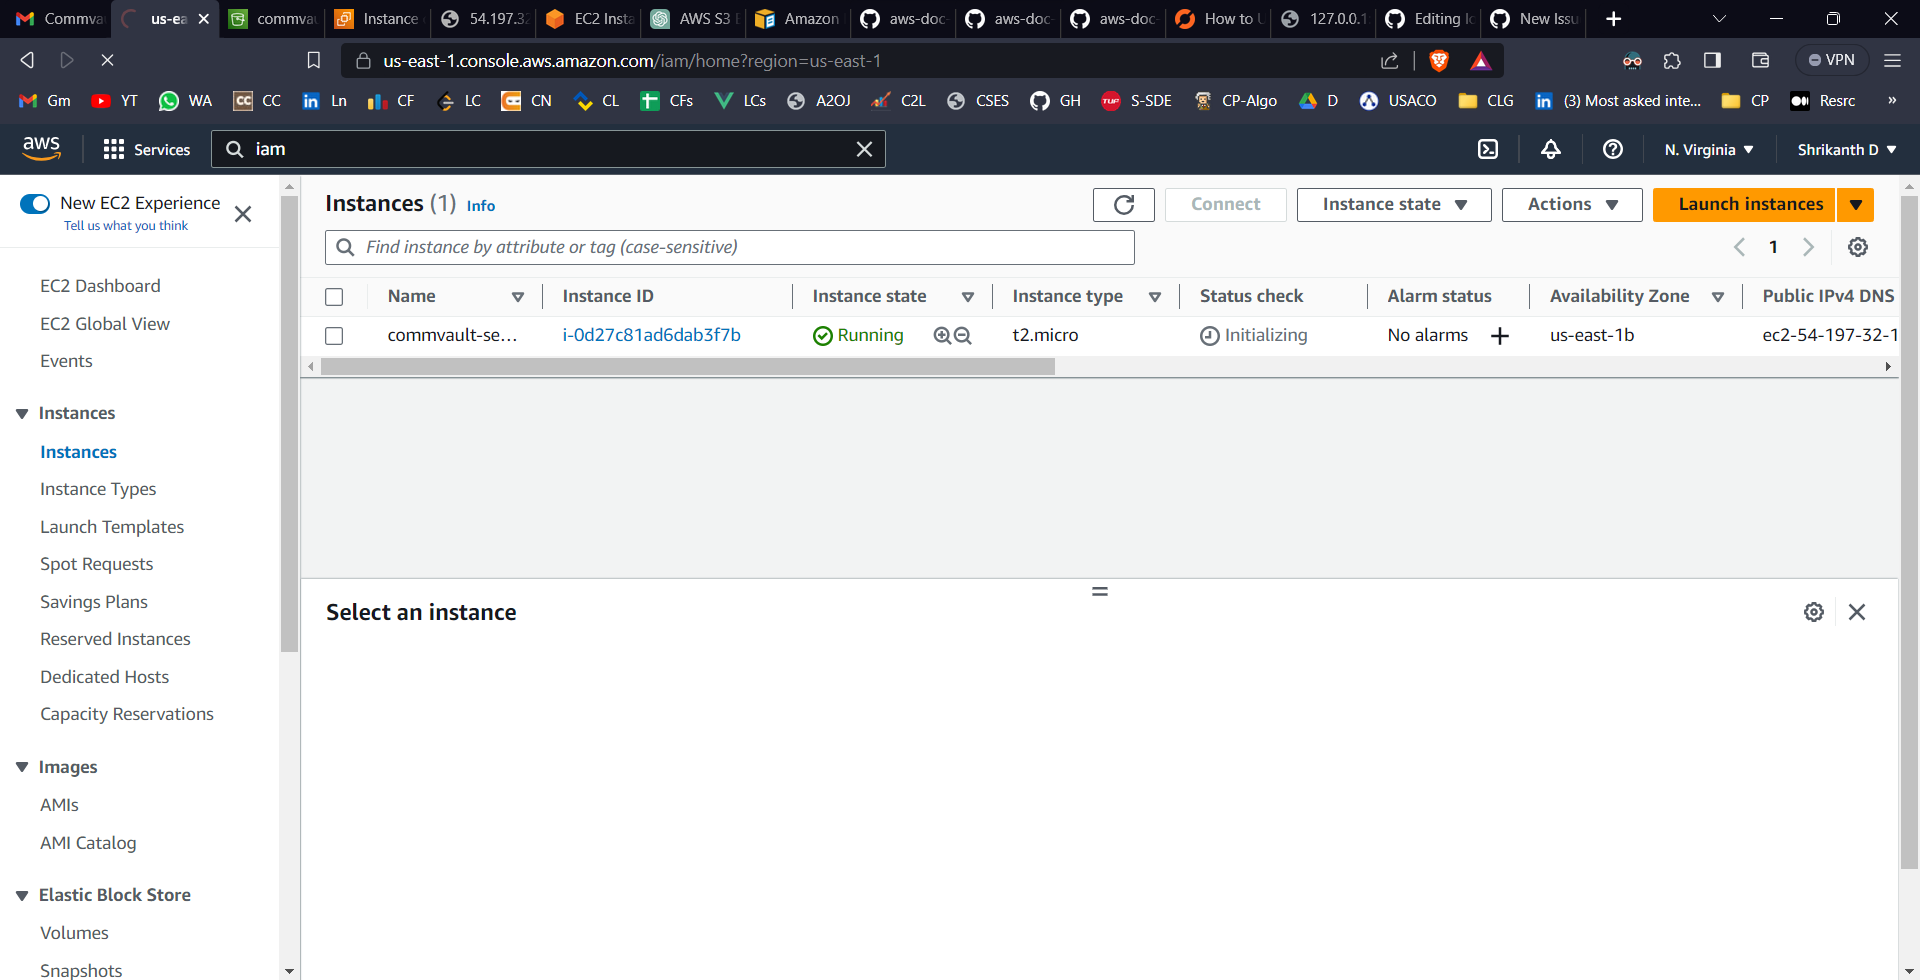 Commva
us-ea
commvau
Instance
54.197.32
EC2 Insta
AWS S3
Amazon
aws-doc-
aws-doc-
aws-doc-
How to
127.0.0.1
Editing
New Issu
us-east-1.console.aws.amazon.com/iam/home?region=us-east-1
VPN
Gm YT WA CC Ln CF LC CN CL CFs LCs A2OJ C2L CSES GH S-SDE CP-Algo D USACO CLG (3) Most asked inte... CP Resrc »
aws Services iam N. Virginia Shrikanth D
New EC2 Experience
Tell us what you think
EC2 Dashboard
EC2 Global View
Events
Instances
Instances
Instance Types
Launch Templates
Spot Requests
Savings Plans
Reserved Instances
Dedicated Hosts
Capacity Reservations
Images
AMIs
AMI Catalog
Elastic Block Store
Volumes
Snapshots
Instances (1) Info
Connect Instance state Actions Launch instances
Find instance by attribute or tag (case-sensitive)
1
Name Instance ID Instance state Instance type Status check Alarm status Availability Zone Public IPv4 DNS
commvault-se... i-0d27c81ad6dab3f7b Running t2.micro Initializing No alarms + us-east-1b ec2-54-197-32-1
Select an instance